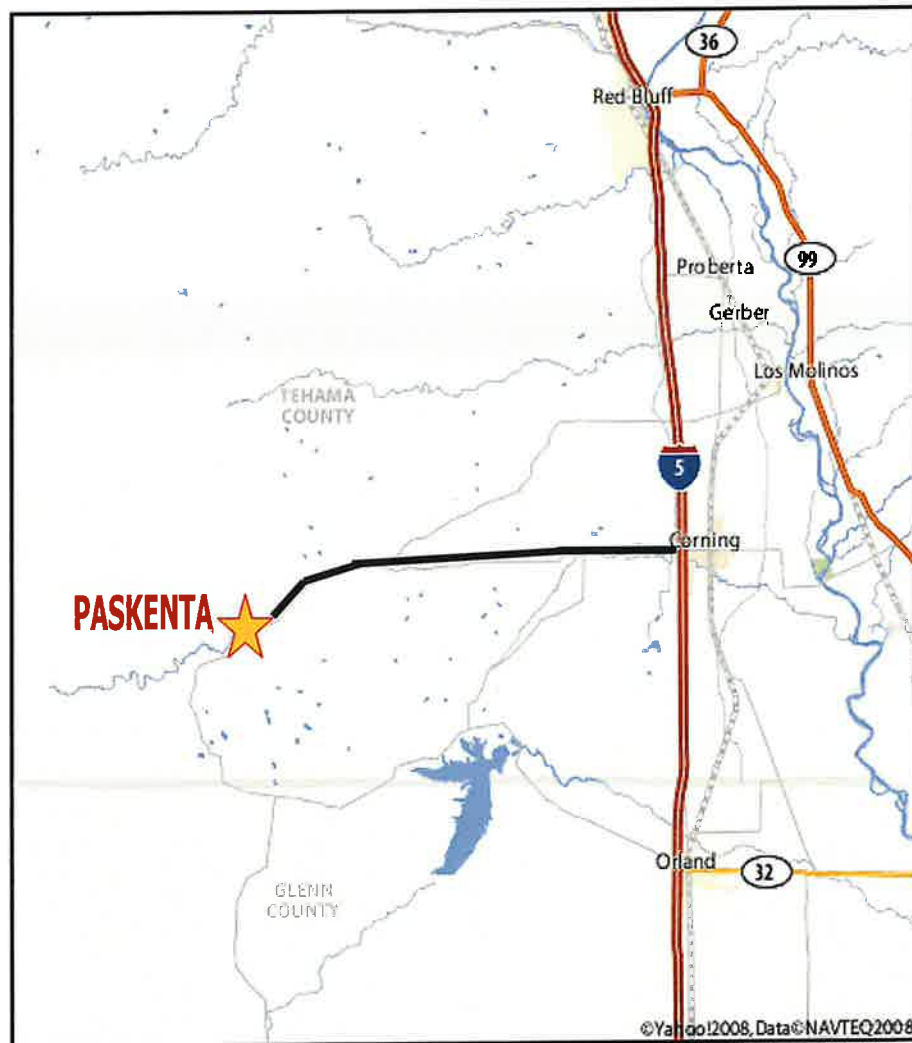 36
Red Bluff
Proberta
99
Gerber
Los Molinos
TEHAMA
COUNTY
5
Corning
PASKENTA
Orland
32
GLENN
COUNTY
©Yahoo!2008, Data©NAVTEQ2008